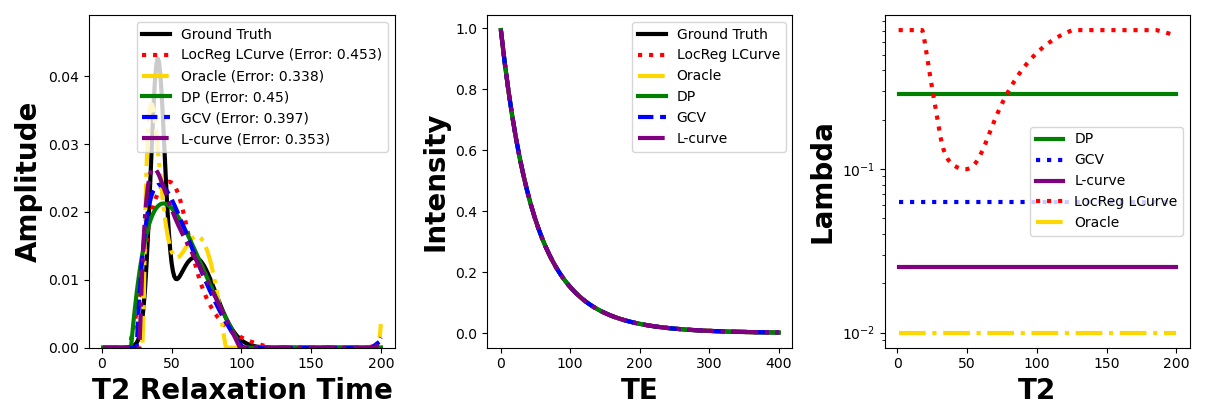 Amplitude
0.04
0.03
0.02
0.01
0.00
Ground Truth
LocReg LCurve (Error: 0.453)
Oracle (Error: 0.338)
DP (Error: 0.45)
GCV (Error: 0.397)
L-curve (Error: 0.353)
0 50 100 150 200
T2 Relaxation Time
Intensity
1.0
0.8
0.6
0.4
0.2
0.0
Ground Truth
LocReg LCurve
Oracle
DP
GCV
L-curve
0 100 200 300 400
TE
Lambda
10⁻¹
10⁻²
DP
GCV
L-curve
LocReg LCurve
Oracle
0 50 100 150 200
T2